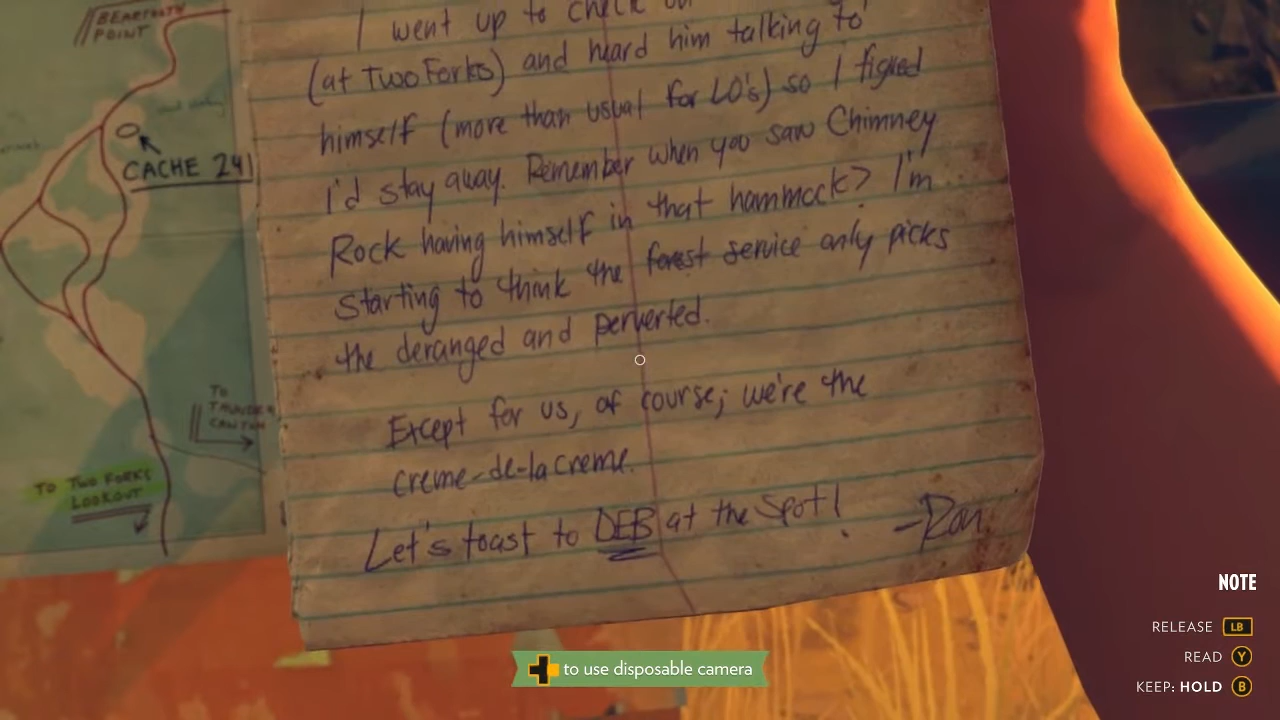 BEARTOOTH
POINT
CACHE 241
TO
THUNDER
CANYON
TO TWO FORKS
LOOKOUT
I went up to check on
(at Two Forks) and heard him talking to
himself (more than usual for LO's) so I figred
I'd stay away. Remember when you saw Chimney
Rock having himself in that hammock? I'm
starting to think the forest service only picks
the deranged and perverted.
Except for us, of course; we're the
creme-de-la creme.
Let's toast to DEB at the Spot!
-Ron
NOTE
RELEASE LB
READ Y
KEEP: HOLD B
to use disposable camera